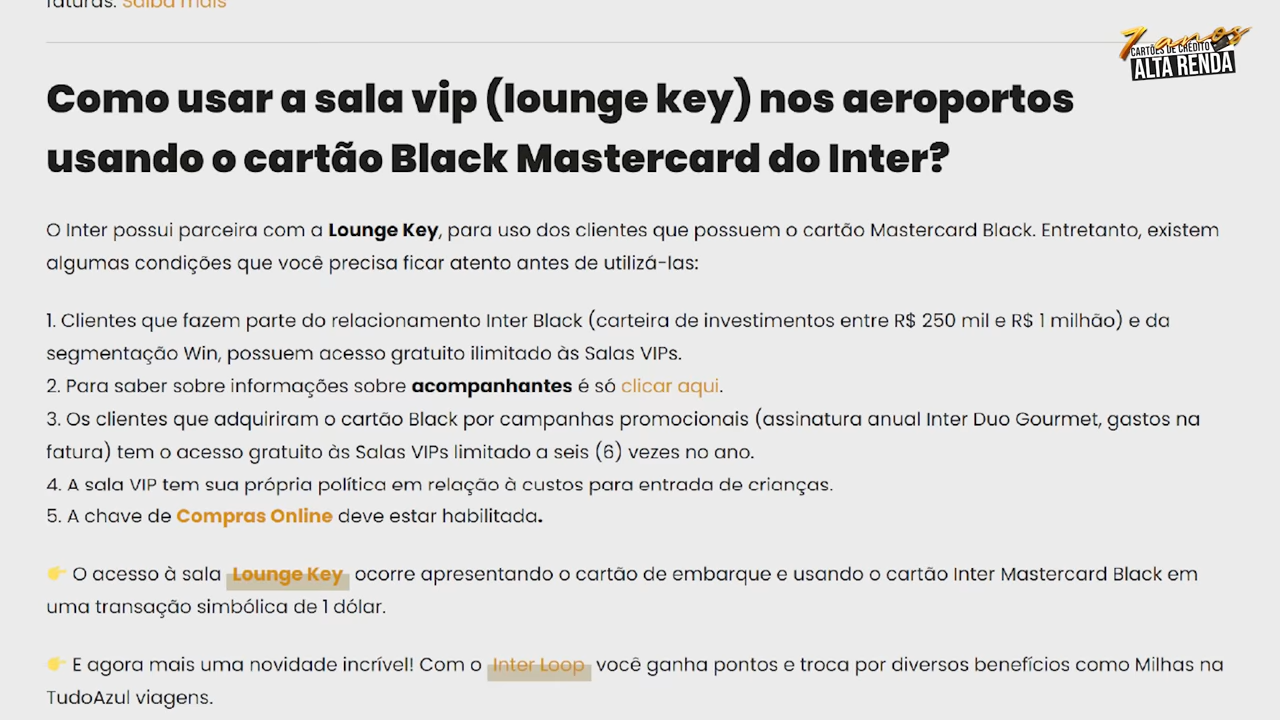 faturas. Saiba mais
7 anos
CARTÕES DE CRÉDITO
ALTA RENDA
Como usar a sala vip (lounge key) nos aeroportos
usando o cartão Black Mastercard do Inter?
O Inter possui parceira com a Lounge Key, para uso dos clientes que possuem o cartão Mastercard Black. Entretanto, existem
algumas condições que você precisa ficar atento antes de utilizá-las:
1. Clientes que fazem parte do relacionamento Inter Black (carteira de investimentos entre R$ 250 mil e R$ 1 milhão) e da
segmentação Win, possuem acesso gratuito ilimitado às Salas VIPs.
2. Para saber sobre informações sobre acompanhantes é só clicar aqui.
3. Os clientes que adquiriram o cartão Black por campanhas promocionais (assinatura anual Inter Duo Gourmet, gastos na
fatura) tem o acesso gratuito às Salas VIPs limitado a seis (6) vezes no ano.
4. A sala VIP tem sua própria política em relação à custos para entrada de crianças.
5. A chave de Compras Online deve estar habilitada.
👉 O acesso à sala Lounge Key ocorre apresentando o cartão de embarque e usando o cartão Inter Mastercard Black em
uma transação simbólica de 1 dólar.
👉 E agora mais uma novidade incrível! Com o Inter Loop você ganha pontos e troca por diversos benefícios como Milhas na
TudoAzul viagens.